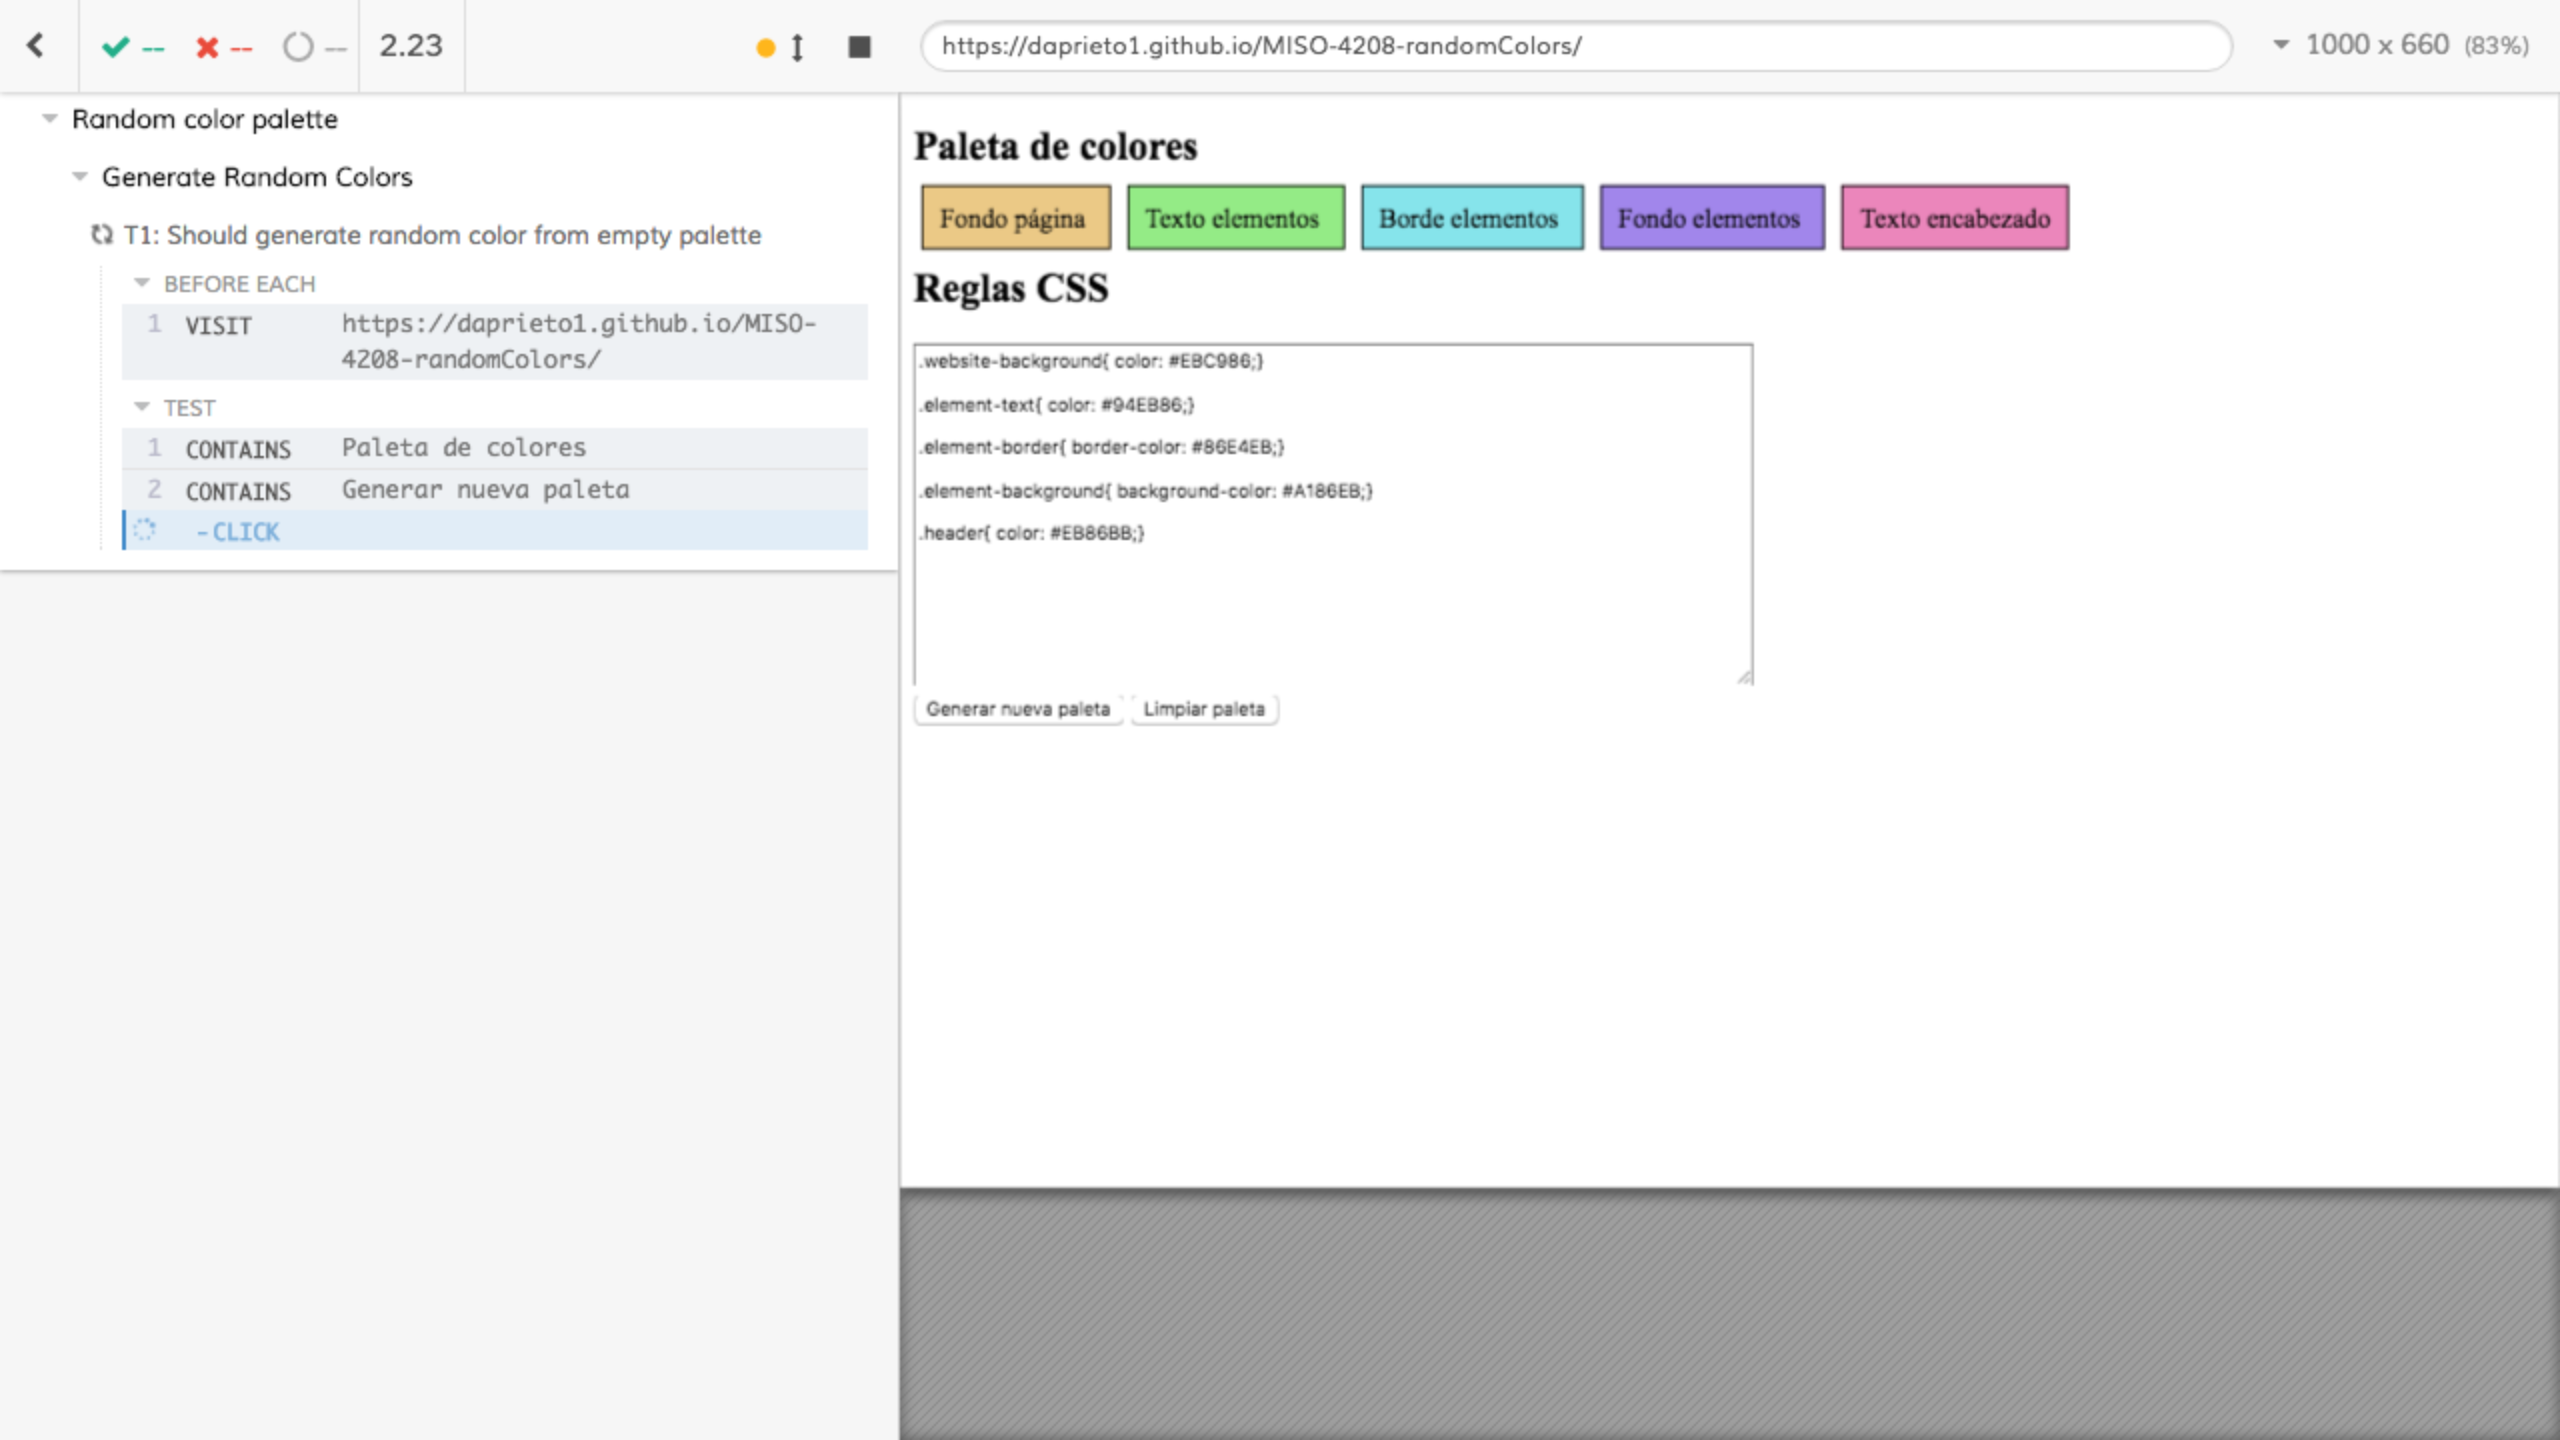 -- -- -- 2.23
https://daprieto1.github.io/MISO-4208-randomColors/
1000 x 660 (83%)
Random color palette
Generate Random Colors
T1: Should generate random color from empty palette
BEFORE EACH
1 VISIT https://daprieto1.github.io/MISO-
4208-randomColors/
TEST
1 CONTAINS Paleta de colores
2 CONTAINS Generar nueva paleta
-CLICK
Paleta de colores
Fondo página Texto elementos Borde elementos Fondo elementos Texto encabezado
Reglas CSS
.website-background{ color: #EBC986;}
.element-text{ color: #94EB86;}
.element-border{ border-color: #86E4EB;}
.element-background{ background-color: #A186EB;}
.header{ color: #EB86BB;}
Generar nueva paleta Limpiar paleta